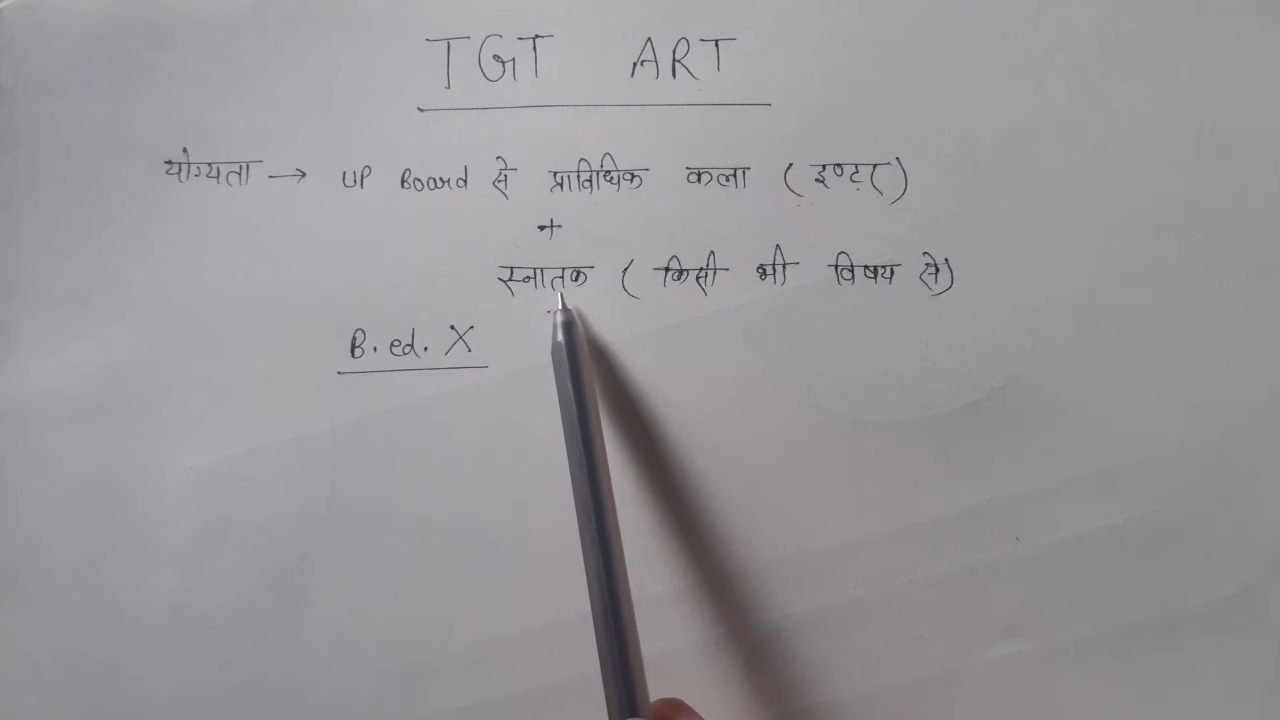 TGT ART
योग्यता → UP Board से प्राविधिक कला (इण्टर)
+
स्नातक (किसी भी विषय से)
B. ed. X